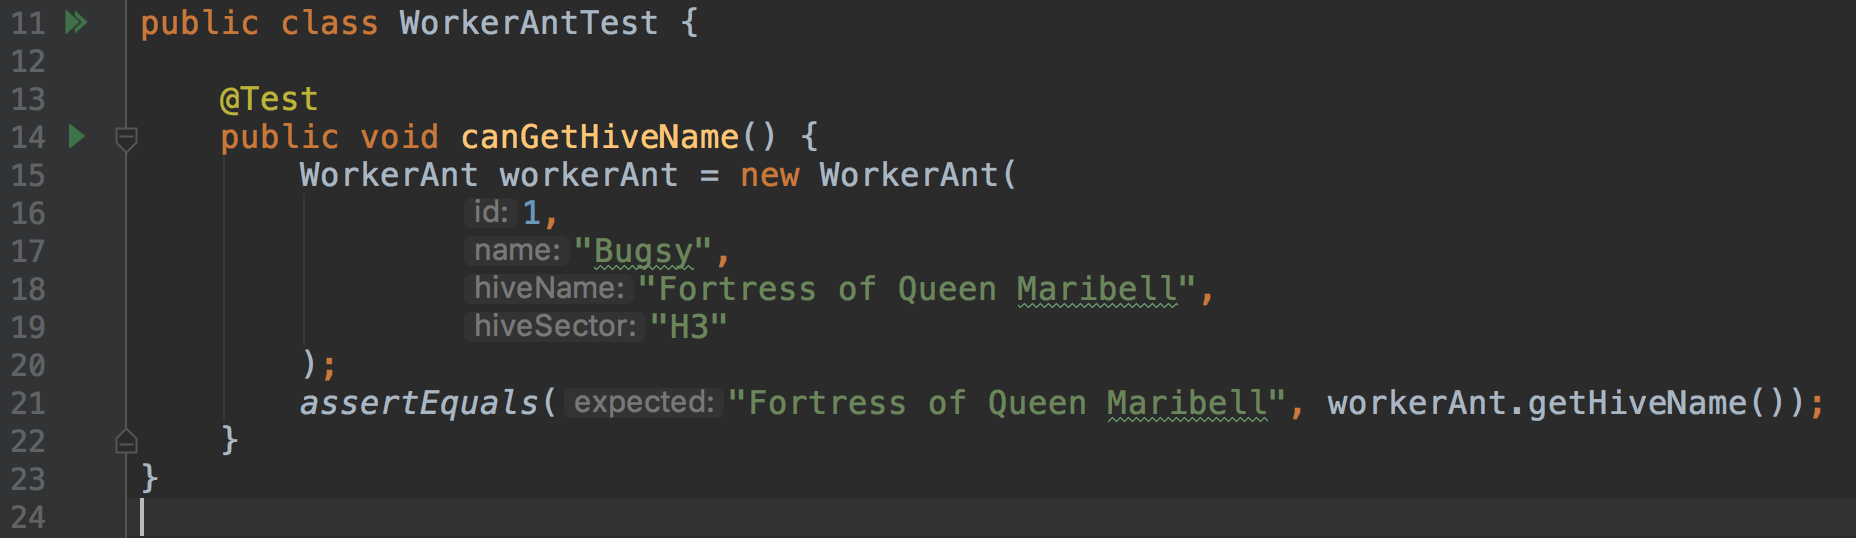 11 public class WorkerAntTest {
12
13 @Test
14 public void canGetHiveName() {
15 WorkerAnt workerAnt = new WorkerAnt(
16 id: 1,
17 name: "Bugsy",
18 hiveName: "Fortress of Queen Maribell",
19 hiveSector: "H3"
20 );
21 assertEquals( expected: "Fortress of Queen Maribell", workerAnt.getHiveName());
22 }
23 }
24